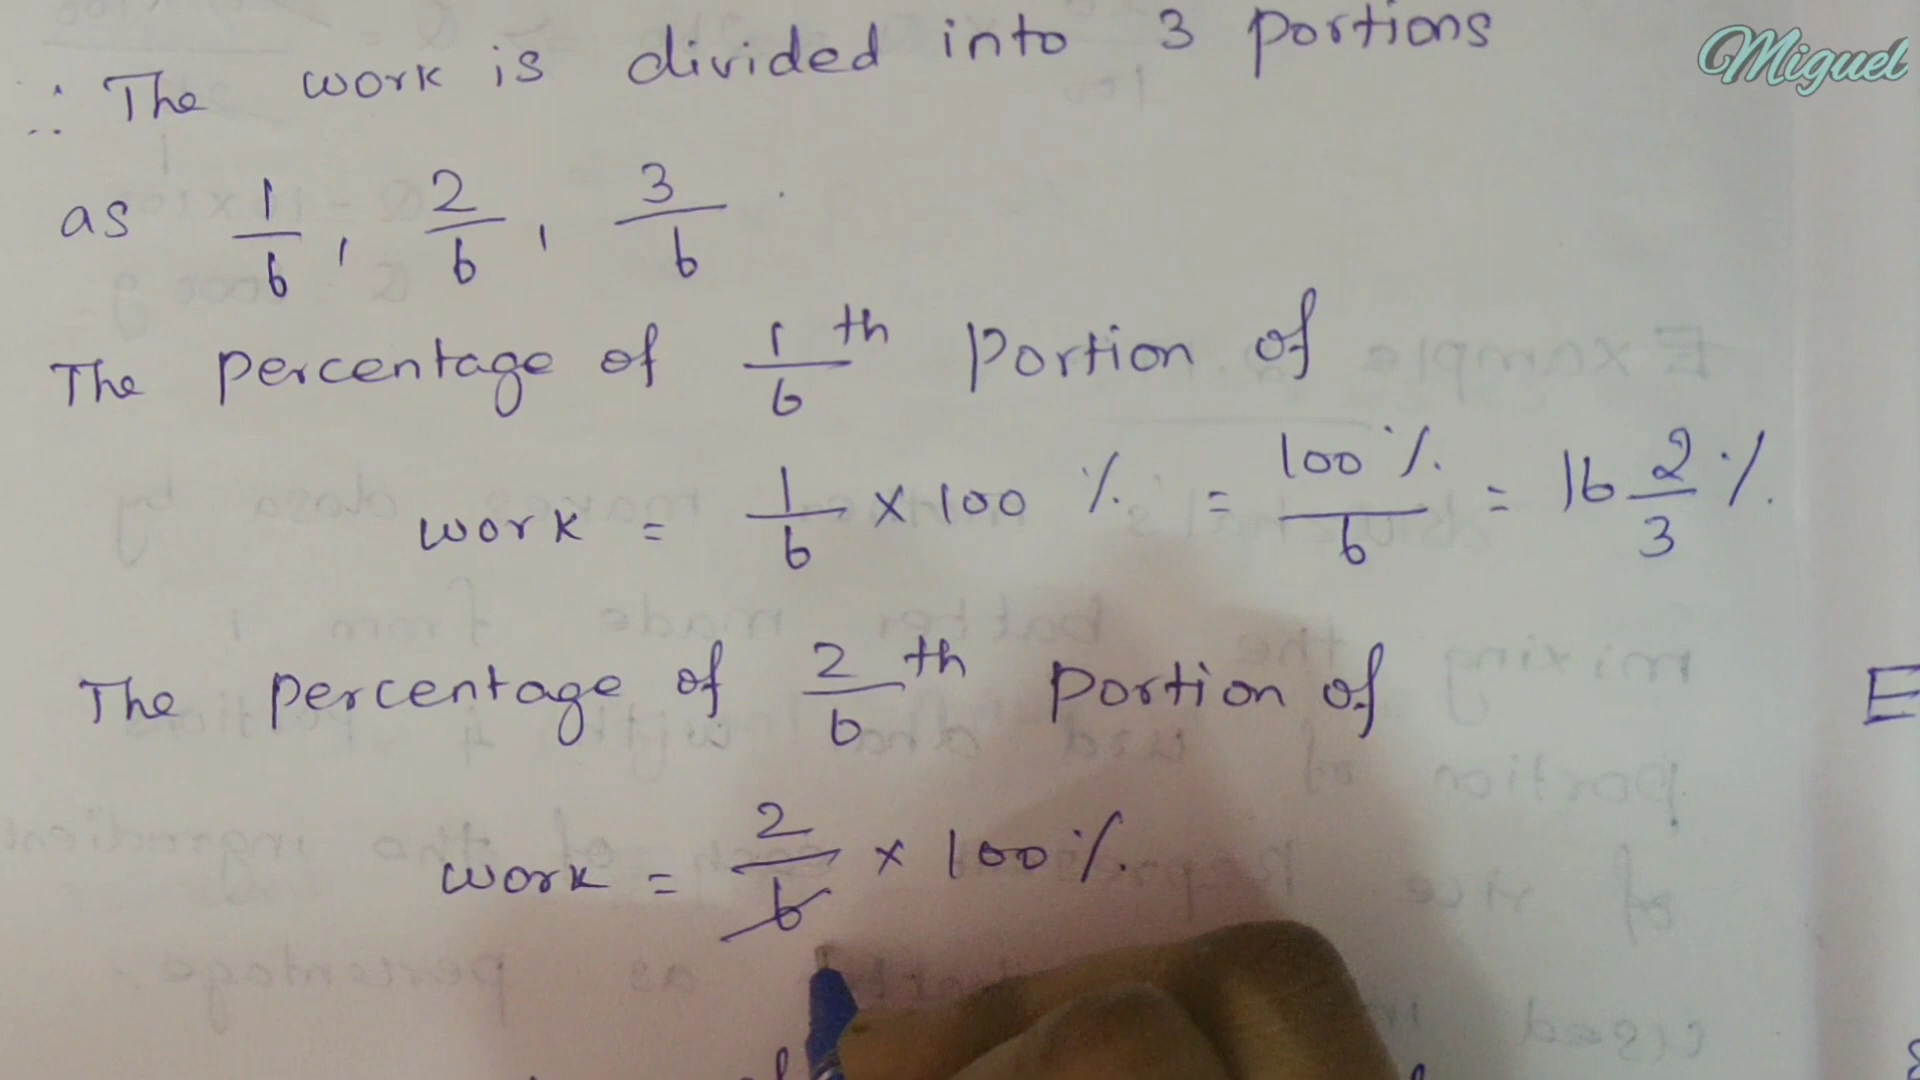 Miguel
∴ The work is divided into 3 portions
as 1/6, 2/6, 3/6.
The percentage of 1/6 th portion of
work = 1/6 × 100 % = 100 %/6 = 16 2/3 %.
The percentage of 2/6 th portion of
E
work = 2/6 × 100 %.